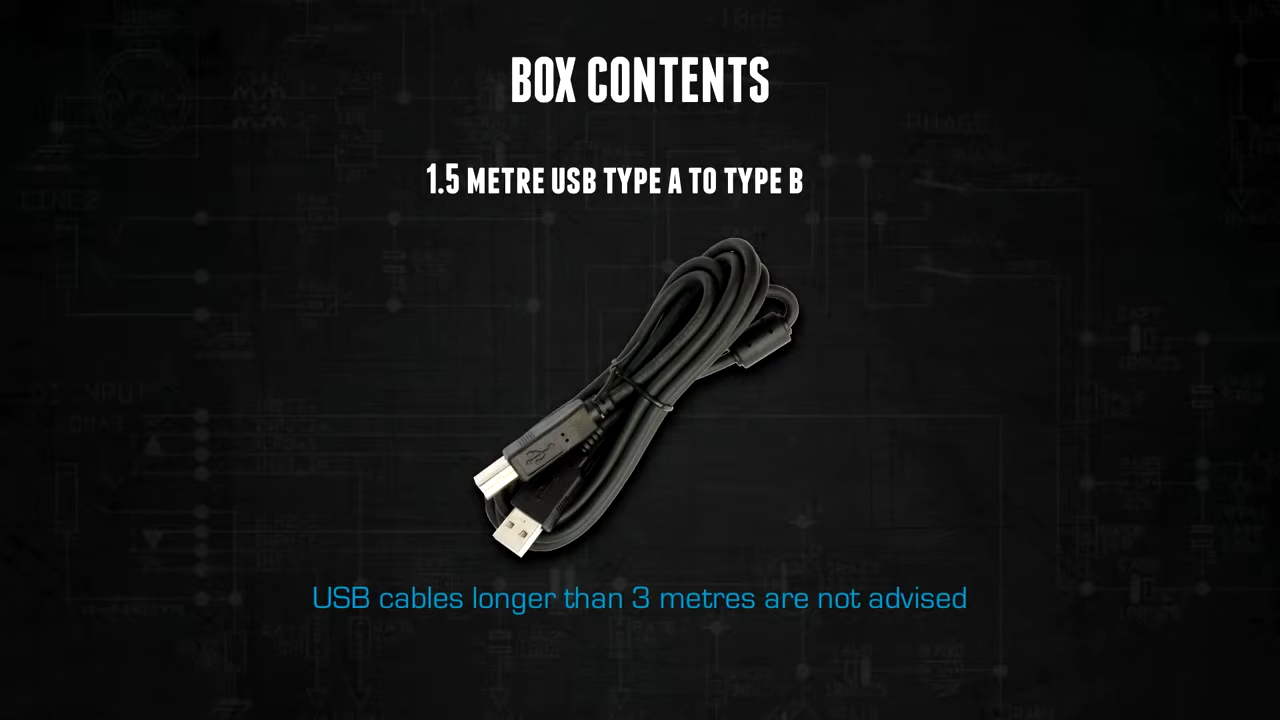 BOX CONTENTS
1.5 METRE USB TYPE A TO TYPE B
USB cables longer than 3 metres are not advised